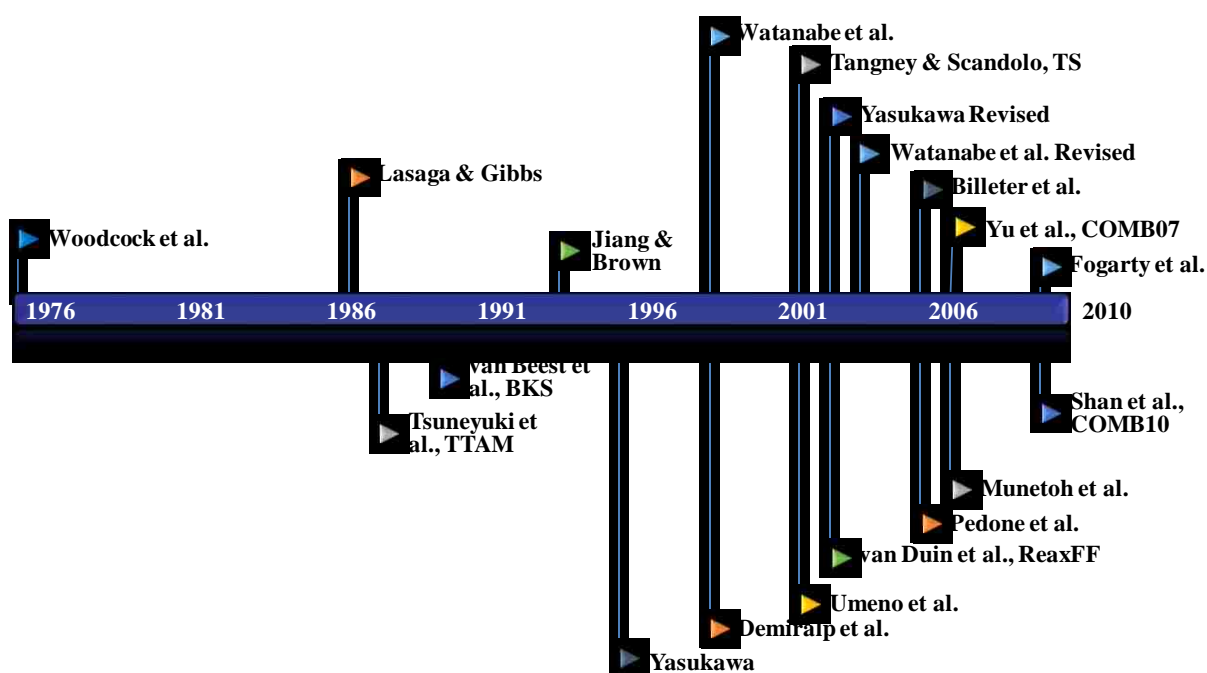 Watanabe et al.
Tangney & Scandolo, TS
Yasukawa Revised
Watanabe et al. Revised
Lasaga & Gibbs
Billeter et al.
Yu et al., COMB07
Woodcock et al.
Jiang &
Brown
Fogarty et al.
1976 1981 1986 1991 1996 2001 2006 2010
van Beest et
al., BKS
Tsuneyuki et
al., TTAM
Shan et al.,
COMB10
Munetoh et al.
Pedone et al.
van Duin et al., ReaxFF
Umeno et al.
Demiralp et al.
Yasukawa